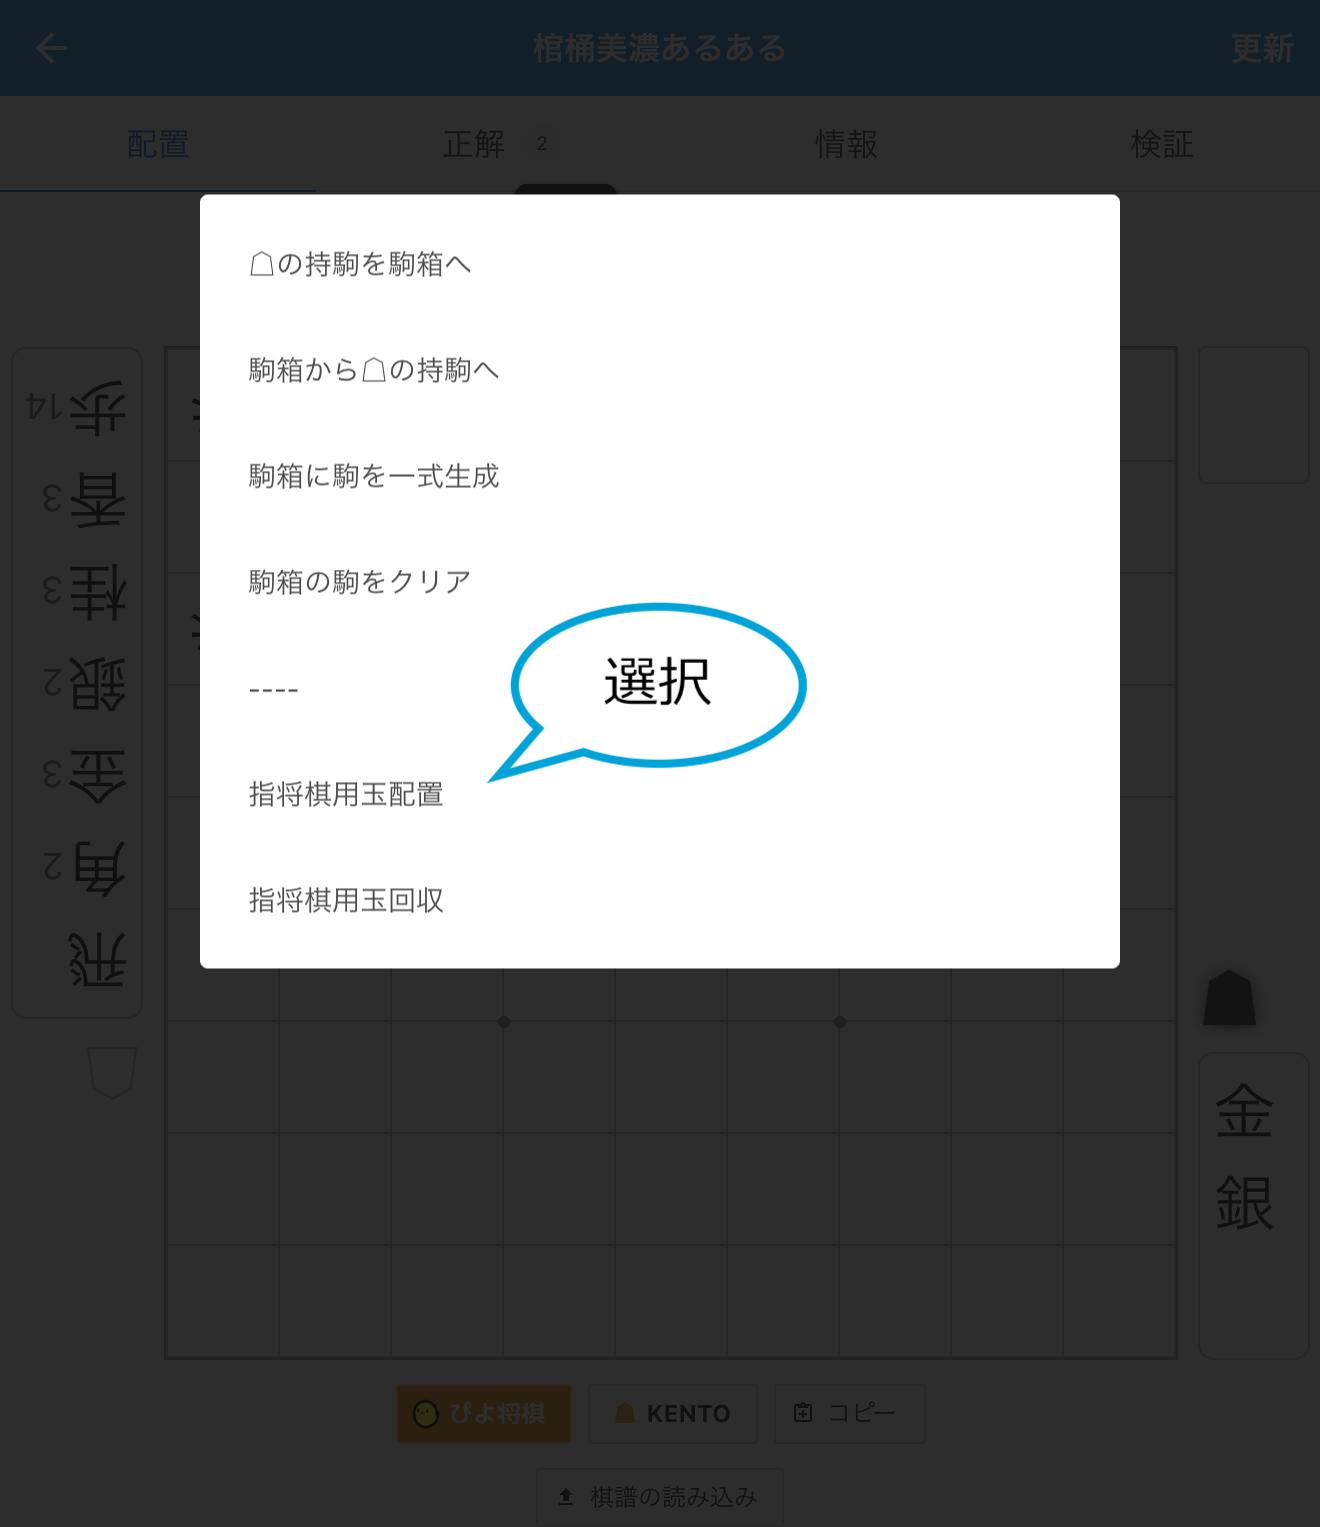 棺桶美濃あるある
更新
配置
正解 2
情報
検証
☖の持駒を駒箱へ
駒箱から☖の持駒へ
駒箱に駒を一式生成
駒箱の駒をクリア
----
指将棋用玉配置
指将棋用玉回収
選択
歩14
香3
桂3
銀2
金3
角2
飛
金
銀
ぴよ将棋
KENTO
コピー
棋譜の読み込み